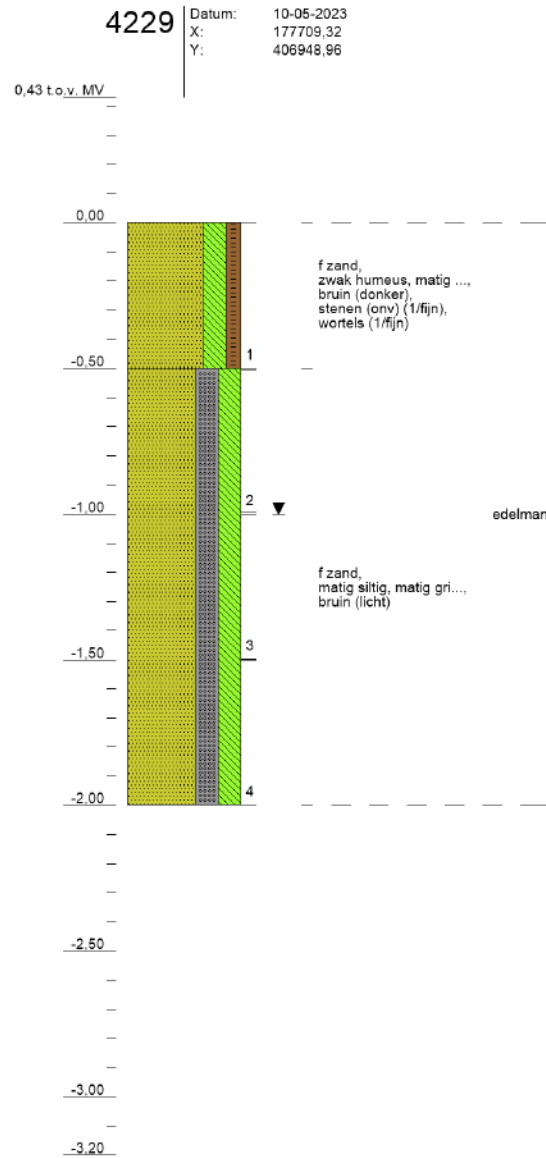 4229
Datum: 10-05-2023
X: 177709,32
Y: 406948,96
0,43 t.o.v. MV
0,00
f zand,
zwak humeus, matig ...,
bruin (donker),
stenen (onv) (1/fijn),
wortels (1/fijn)
1
-0,50
2
-1,00
edelman
f zand,
matig siltig, matig gri...,
bruin (licht)
3
-1,50
4
-2,00
-2,50
-3,00
-3,20